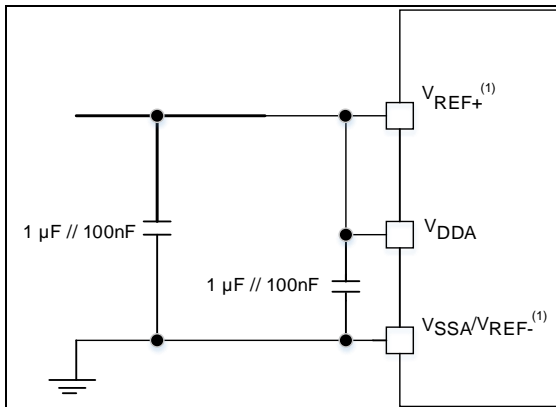 VREF+(1)
1 µF // 100nF
VDDA
1 µF // 100nF
VSSA/VREF-(1)